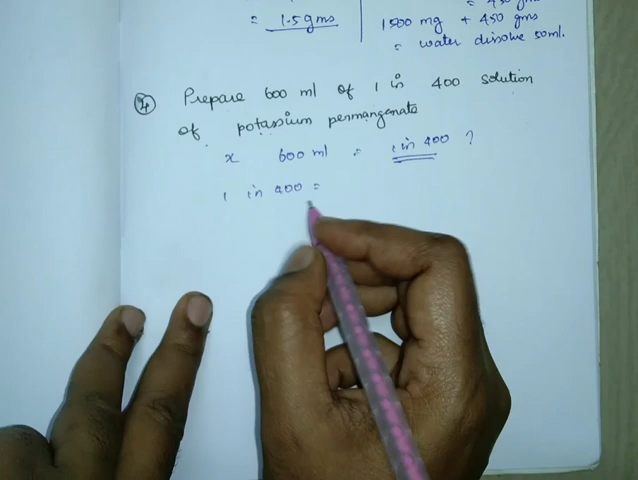 = 1.5 gms
1500 mg + 450 gms
= water dissolve 50ml.
4 Prepare 600 ml of 1 in 400 solution
of potassium permanganate
x 600 ml = 1 in 400 ?
1 in 400 =